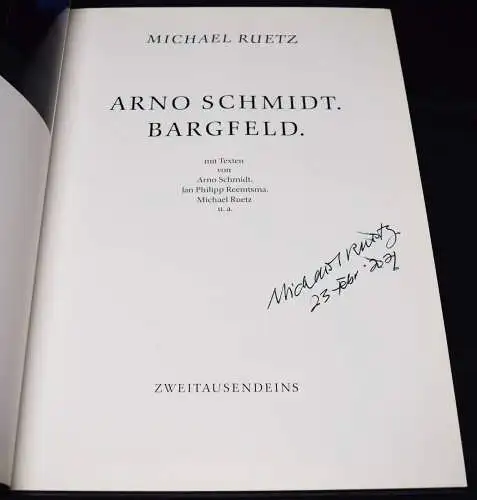 MICHAEL RUETZ
ARNO SCHMIDT.
BARGFELD.
mit Texten
von
Arno Schmidt,
Jan Philipp Reemtsma,
Michael Ruetz
u. a.
Michael Ruetz.
23 Febr. 2021
ZWEITAUSENDEINS